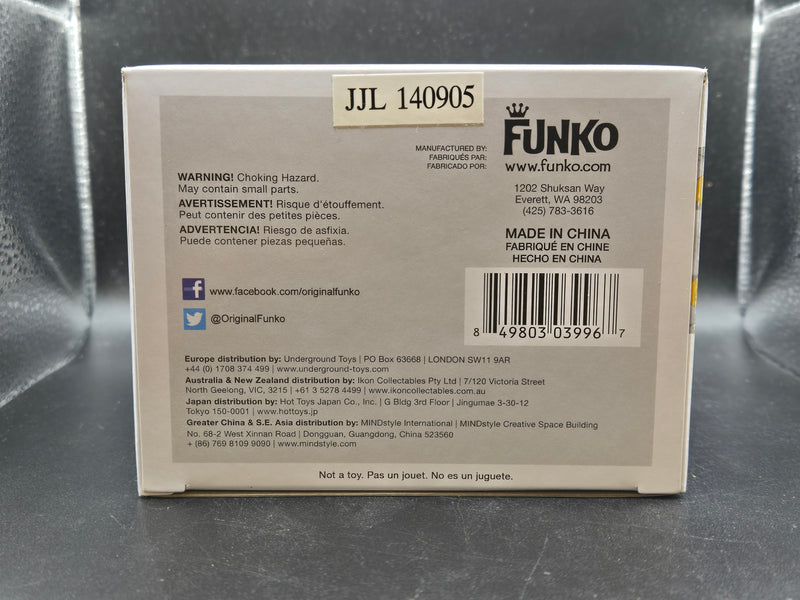 JJL 140905
FUNKO
www.funko.com
MANUFACTURED BY:
FABRIQUÉS PAR:
FABRICADO POR:
1202 Shuksan Way
Everett, WA 98203
(425) 783-3616
WARNING! Choking Hazard.
May contain small parts.
AVERTISSEMENT! Risque d'étouffement.
Peut contenir des petites pièces.
ADVERTENCIA! Riesgo de asfixia.
Puede contener piezas pequeñas.
MADE IN CHINA
FABRIQUÉ EN CHINE
HECHO EN CHINA
f www.facebook.com/originalfunko
@OriginalFunko
8 49803 03996 7
Europe distribution by: Underground Toys | PO Box 63668 | LONDON SW11 9AR
+44 (0) 1708 374 499 | www.underground-toys.com
Australia & New Zealand distribution by: Ikon Collectables Pty Ltd | 7/120 Victoria Street
North Geelong, VIC, 3215 | +61 3 5278 4499 | www.ikoncollectables.com.au
Japan distribution by: Hot Toys Japan Co., Inc. | G Bldg 3rd Floor | Jingumae 3-30-12
Tokyo 150-0001 | www.hottoys.jp
Greater China & S.E. Asia distribution by: MINDstyle International | MINDstyle Creative Space Building
No. 68-2 West Xinnan Road | Dongguan, Guangdong, China 523560
+ (86) 769 8109 9090 | www.mindstyle.com
Not a toy. Pas un jouet. No es un juguete.